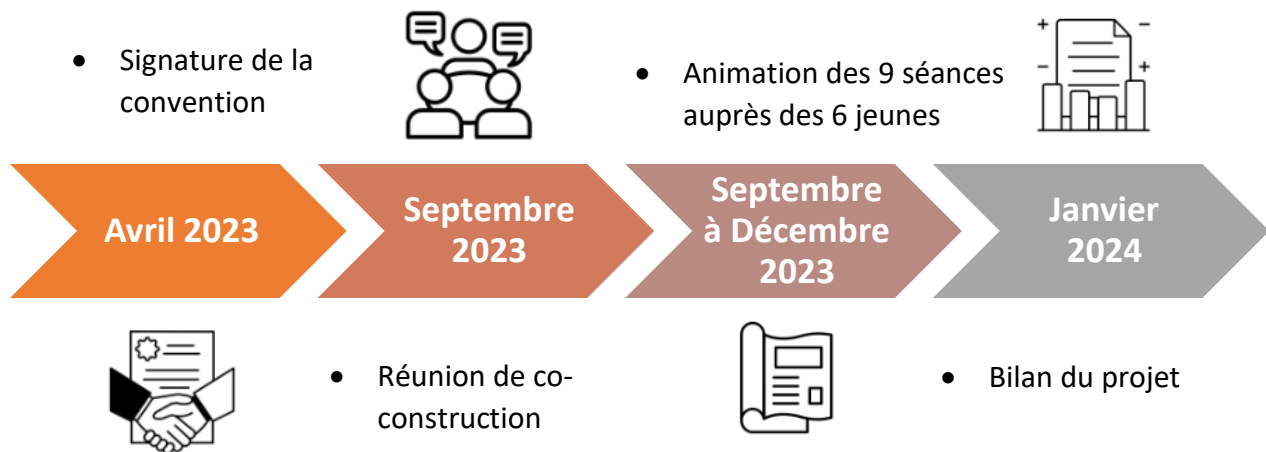 • Signature de la
convention
• Animation des 9 séances
auprès des 6 jeunes
Avril 2023
Septembre
2023
Septembre
à Décembre
2023
Janvier
2024
• Réunion de co-
construction
• Bilan du projet